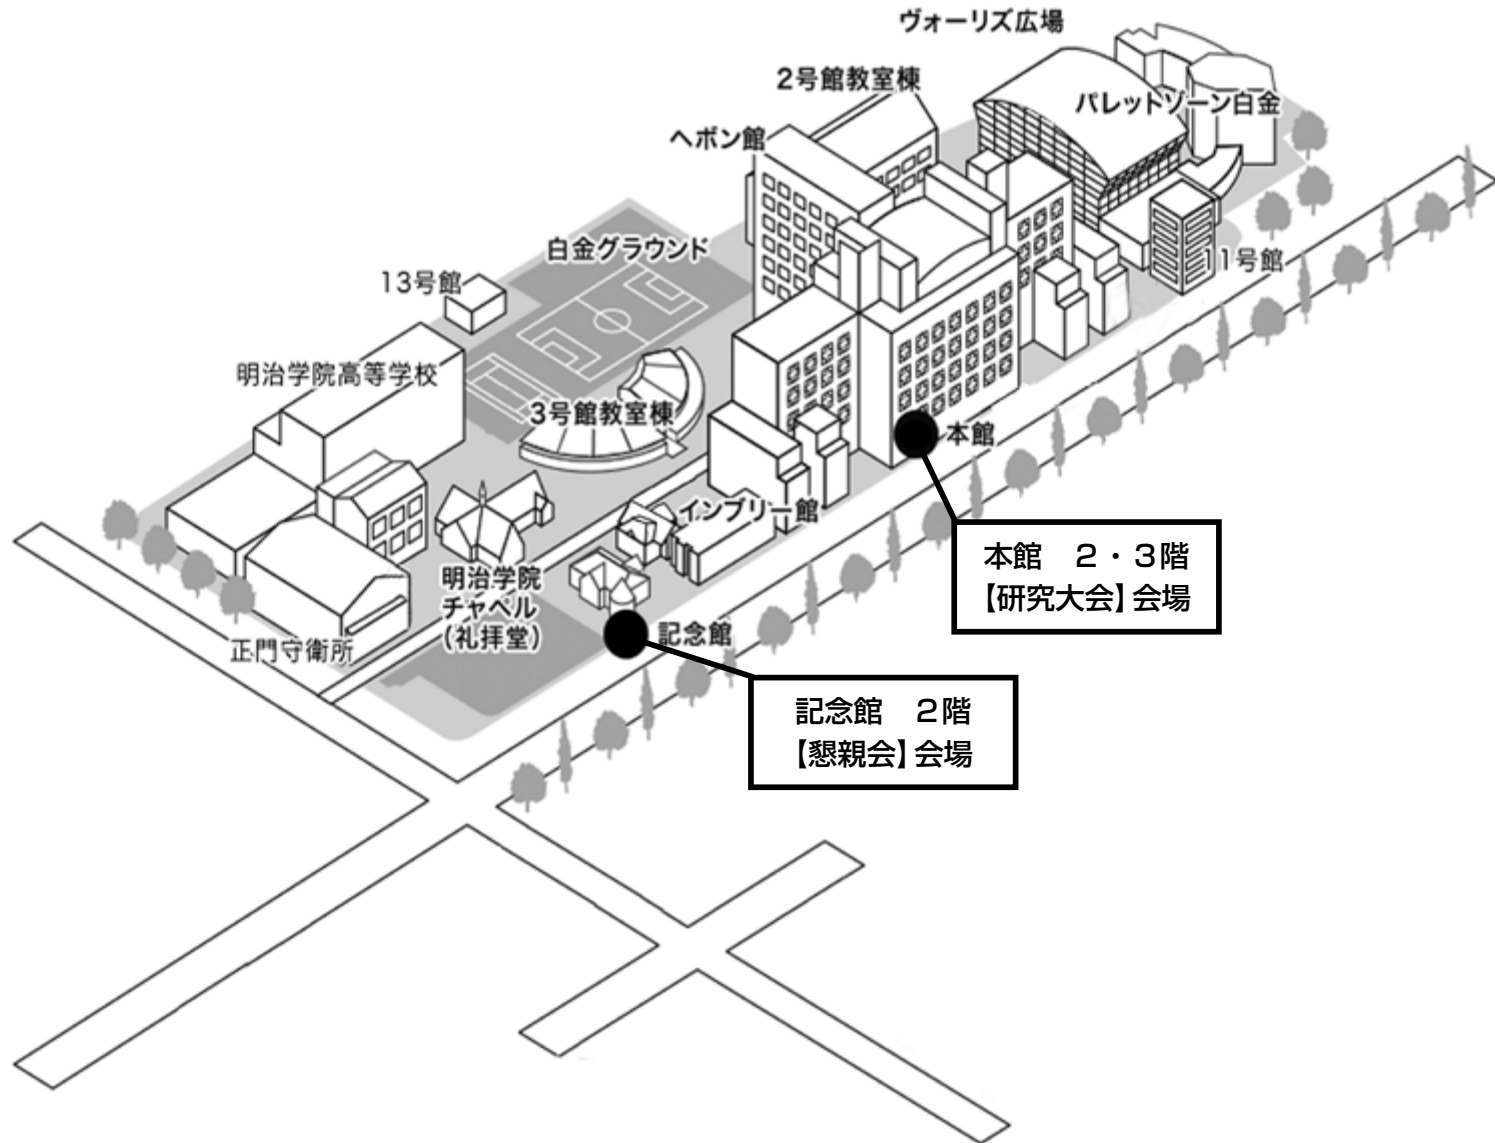 ヴォーリズ広場
2号館教室棟
パレットゾーン白金
ヘボン館
白金グラウンド
11号館
13号館
明治学院高等学校
3号館教室棟
本館
インブリー館
本館　2・3階
【研究大会】会場
明治学院
チャペル
（礼拝堂）
記念館
正門守衛所
記念館　2階
【懇親会】会場